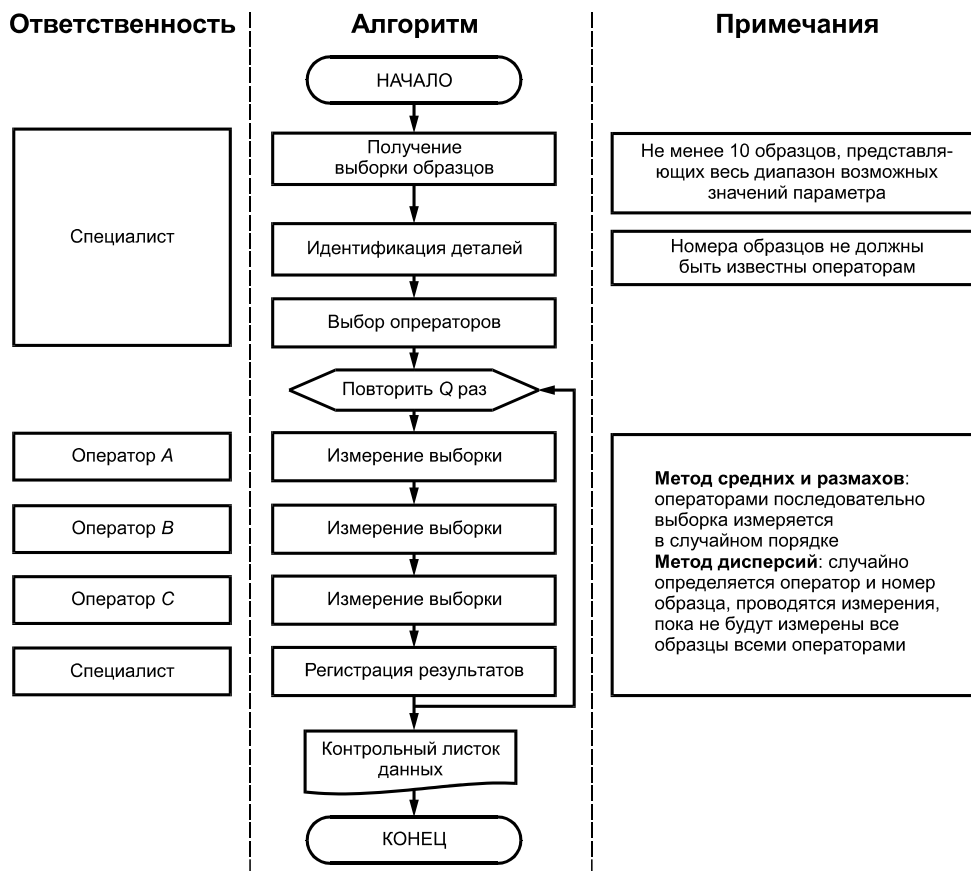 Ответственность
Алгоритм
Примечания
НАЧАЛО
Специалист
Получение
выборки образцов
Не менее 10 образцов, представля-
ющих весь диапазон возможных
значений параметра
Идентификация деталей
Номера образцов не должны
быть известны операторам
Выбор опрераторов
Повторить Q раз
Оператор A
Измерение выборки
Оператор B
Измерение выборки
Оператор C
Измерение выборки
Специалист
Регистрация результатов
Метод средних и размахов:
операторами последовательно
выборка измеряется
в случайном порядке
Метод дисперсий: случайно
определяется оператор и номер
образца, проводятся измерения,
пока не будут измерены все
образцы всеми операторами
Контрольный листок
данных
КОНЕЦ